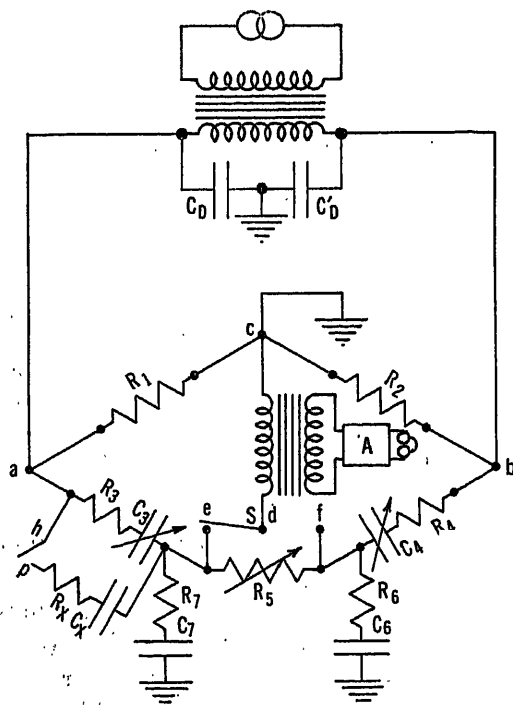 C_D C'_D
c
R1 R2
A
a b
R3 C3 e S d f C4 R4
h
p
RX CX R7 R5 R6
C7 C6